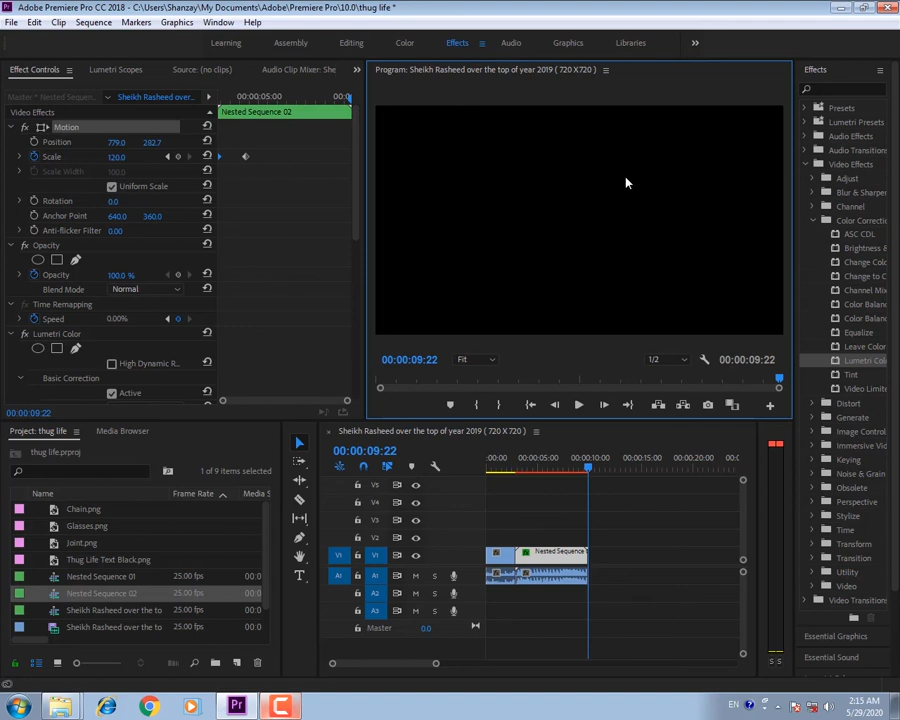 Adobe Premiere Pro CC 2018 - C:\Users\Shanzay\My Documents\Adobe\Premiere Pro\10.0\thug life *
File Edit Clip Sequence Markers Graphics Window Help
Learning Assembly Editing Color Effects Audio Graphics Libraries
Effect Controls Lumetri Scopes Source: (no clips) Audio Clip Mixer: She
Program: Sheikh Rasheed over the top of year 2019 ( 720 X720 )
Effects
Master * Nested Sequen... Sheikh Rasheed over...
00:00:05:00 00:0
Video Effects
Nested Sequence 02
fx Motion
Position 779.0 282.7
Scale 120.0
Scale Width 100.0
Uniform Scale
Rotation 0.0
Anchor Point 640.0 360.0
Anti-flicker Filter 0.00
fx Opacity
Opacity 100.0 %
Blend Mode Normal
Time Remapping
Speed 0.00%
fx Lumetri Color
High Dynamic R...
Basic Correction
Active
00:00:09:22
00:00:09:22 Fit 1/2 00:00:09:22
Presets
Lumetri Presets
Audio Effects
Audio Transitions
Video Effects
Adjust
Blur & Sharpen
Channel
Color Correction
ASC CDL
Brightness &
Change Colo
Change to C
Channel Mix
Color Balanc
Color Balanc
Equalize
Leave Color
Lumetri Colo
Tint
Video Limite
Distort
Generate
Image Control
Immersive Vi
Keying
Noise & Grain
Obsolete
Perspective
Stylize
Time
Transform
Transition
Utility
Video
Video Transitions
Essential Graphics
Essential Sound
Project: thug life Media Browser
thug life.prproj
1 of 9 items selected
Name Frame Rate Media S
Chain.png
Glasses.png
Joint.png
Thug Life Text Black.png
Nested Sequence 01 25.00 fps 00:0
Nested Sequence 02 25.00 fps 00:0
Sheikh Rasheed over the to 25.00 fps 00:0
Sheikh Rasheed over the to 25.00 fps 00:0
Sheikh Rasheed over the top of year 2019 ( 720 X720 )
00:00:09:22
:00:00 00:00:05:00 00:00:10:00 00:00:15:00 00:00:20:00 00:0
V5
V4
V3
V2
V1 V1 fx fx Nested Sequence
A1 A1 M S
A2 M S
A3 M S
Master 0.0
S S
Pr
EN
2:15 AM
5/29/2020